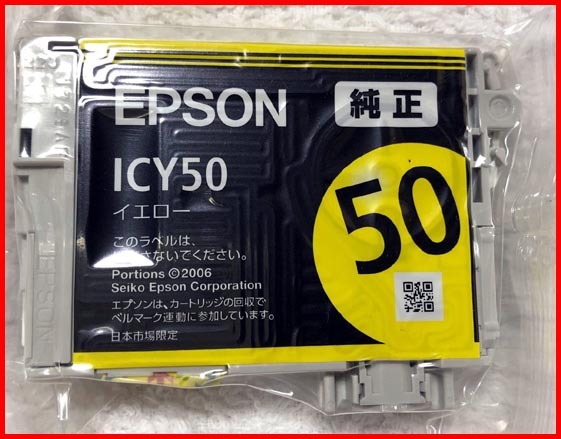 EPSON
純正
ICY50
イエロー
50
このラベルは、
さないでください。
Portions ©2006
Seiko Epson Corporation
エプソンは、カートリッジの回収で
ベルマーク運動に参加しています。
日本市場限定
EPSON